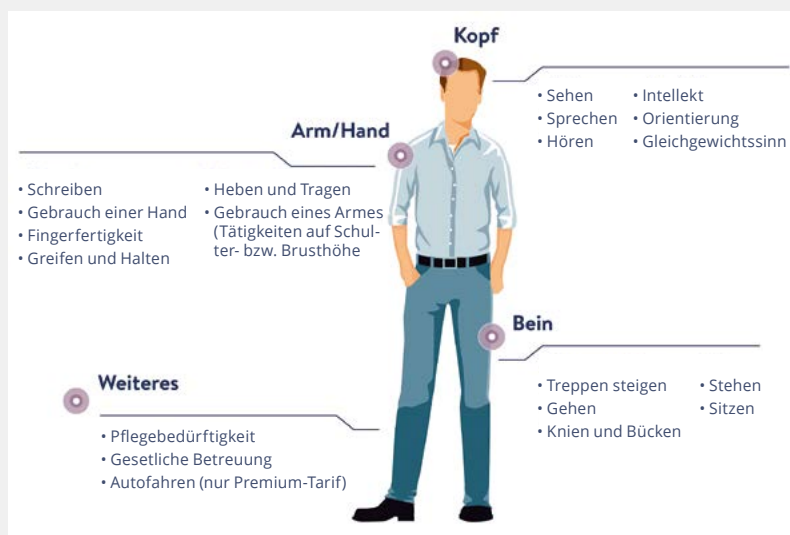 Kopf
• Sehen
• Sprechen
• Hören
• Intellekt
• Orientierung
• Gleichgewichtssinn
Arm/Hand
• Schreiben
• Gebrauch einer Hand
• Fingerfertigkeit
• Greifen und Halten
• Heben und Tragen
• Gebrauch eines Armes
(Tätigkeiten auf Schul-
ter- bzw. Brusthöhe
Bein
• Treppen steigen
• Gehen
• Knien und Bücken
• Stehen
• Sitzen
Weiteres
• Pflegebedürftigkeit
• Gesetliche Betreuung
• Autofahren (nur Premium-Tarif)